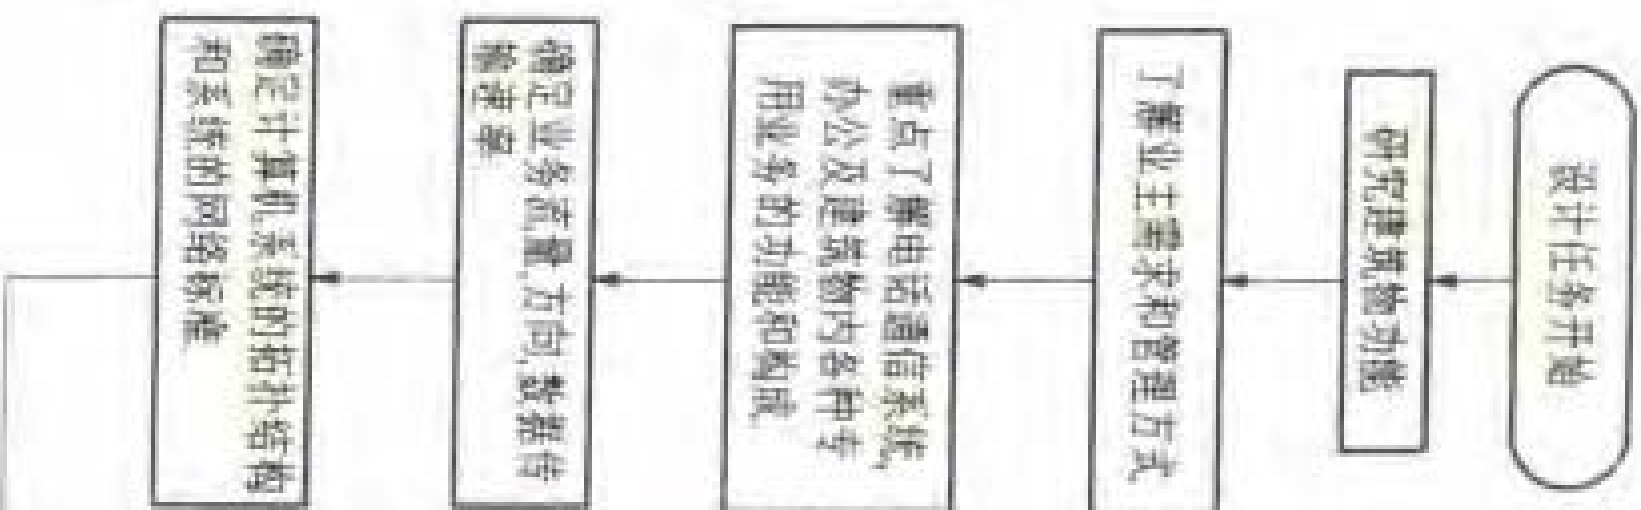 设计任务开始
研究建筑物功能
了解业主需求和管理方式
重点了解电话通信系统,
办公及建筑物内各种专
用业务的功能和构成
确定业务流量,方向,数据传
输速率
确定计算机系统的拓扑结构
和系统的网络标准